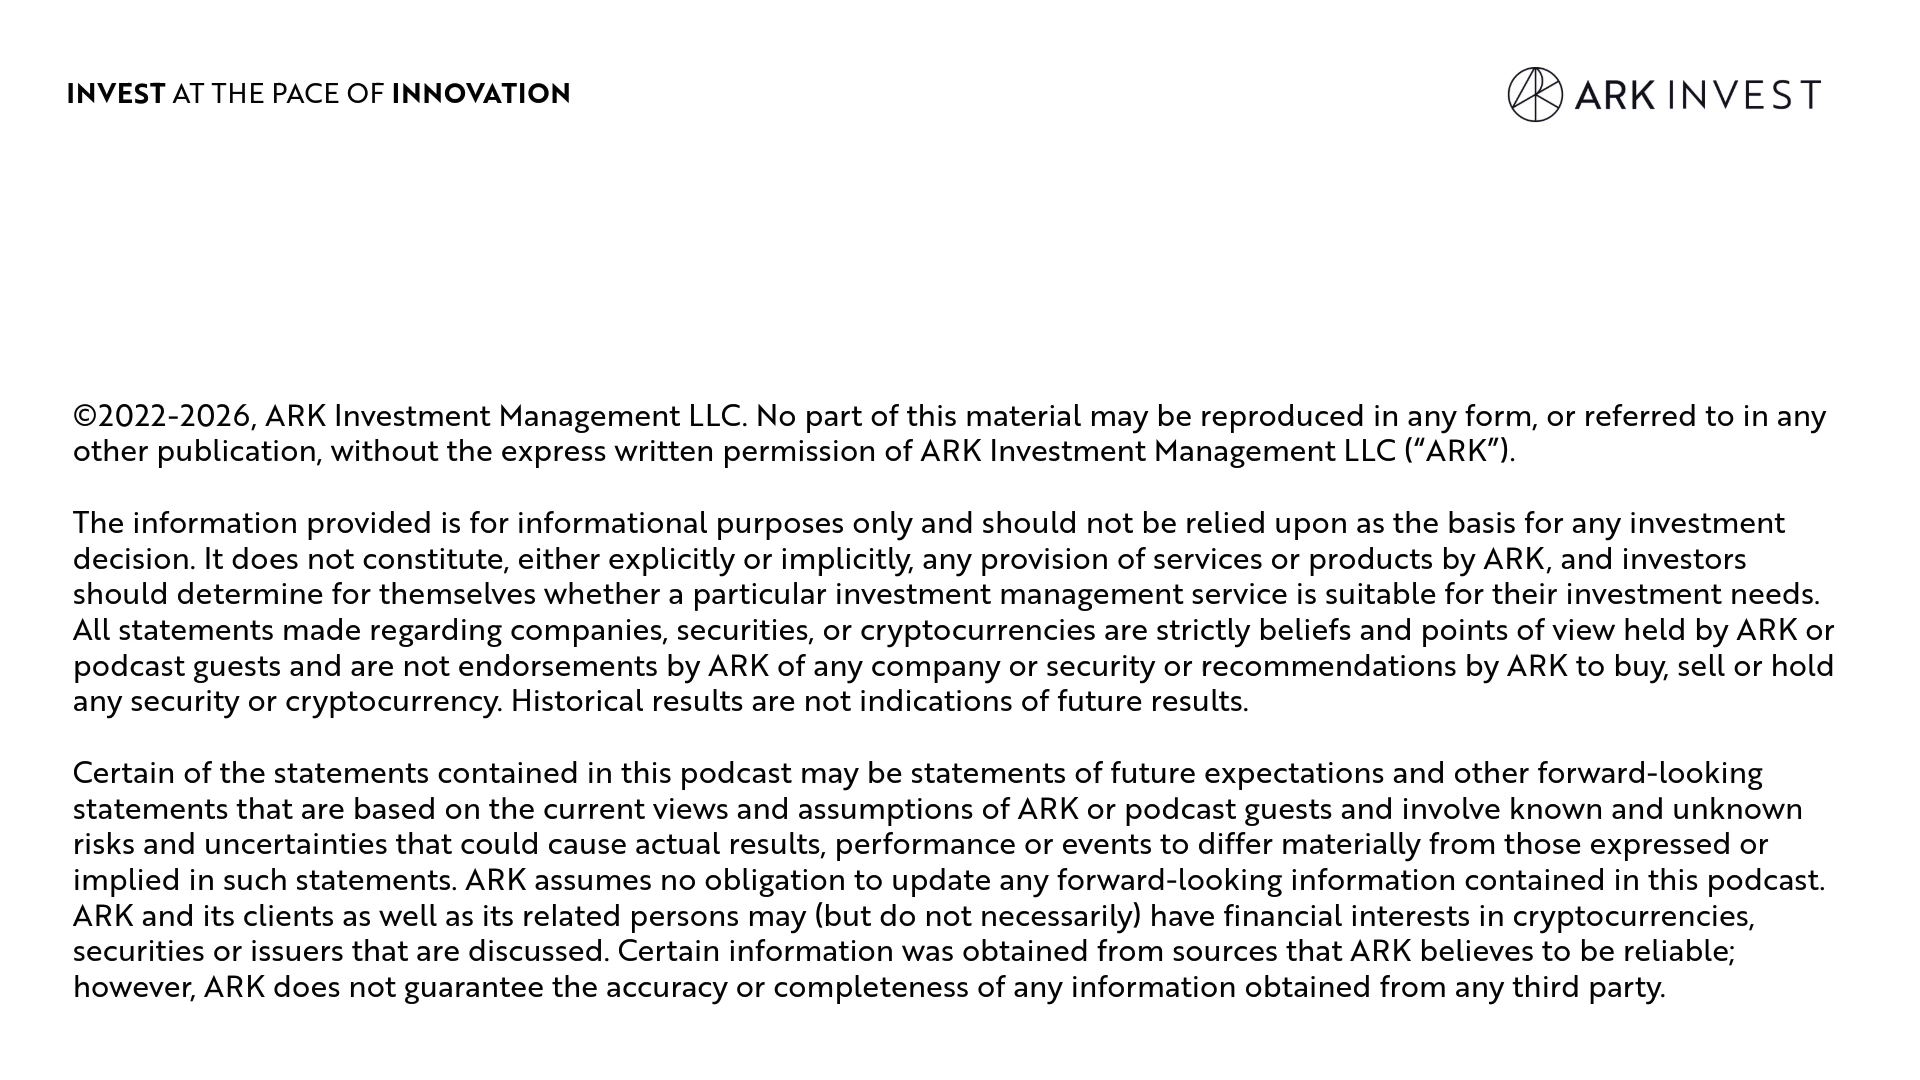 INVEST AT THE PACE OF INNOVATION
ARK INVEST
©2022-2026, ARK Investment Management LLC. No part of this material may be reproduced in any form, or referred to in any
other publication, without the express written permission of ARK Investment Management LLC (“ARK”).
The information provided is for informational purposes only and should not be relied upon as the basis for any investment
decision. It does not constitute, either explicitly or implicitly, any provision of services or products by ARK, and investors
should determine for themselves whether a particular investment management service is suitable for their investment needs.
All statements made regarding companies, securities, or cryptocurrencies are strictly beliefs and points of view held by ARK or
podcast guests and are not endorsements by ARK of any company or security or recommendations by ARK to buy, sell or hold
any security or cryptocurrency. Historical results are not indications of future results.
Certain of the statements contained in this podcast may be statements of future expectations and other forward-looking
statements that are based on the current views and assumptions of ARK or podcast guests and involve known and unknown
risks and uncertainties that could cause actual results, performance or events to differ materially from those expressed or
implied in such statements. ARK assumes no obligation to update any forward-looking information contained in this podcast.
ARK and its clients as well as its related persons may (but do not necessarily) have financial interests in cryptocurrencies,
securities or issuers that are discussed. Certain information was obtained from sources that ARK believes to be reliable;
however, ARK does not guarantee the accuracy or completeness of any information obtained from any third party.